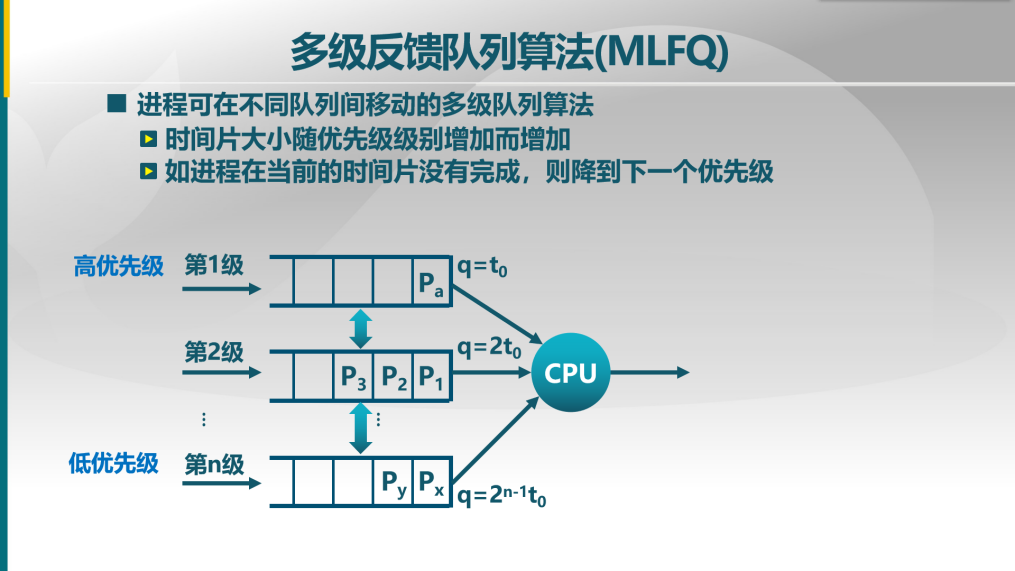 多级反馈队列算法(MLFQ)
进程可在不同队列间移动的多级队列算法
时间片大小随优先级级别增加而增加
如进程在当前的时间片没有完成，则降到下一个优先级
高优先级 第1级 Pa q=t0
第2级 P3 P2 P1 q=2t0
CPU
⋮ ⋮
低优先级 第n级 Py Px q=2n-1t0